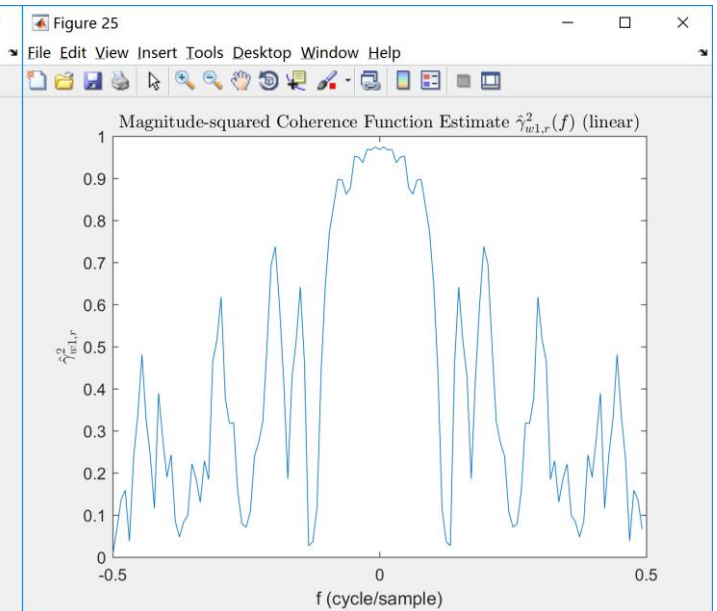 Figure 25
File Edit View Insert Tools Desktop Window Help
Magnitude-squared Coherence Function Estimate $\hat{\gamma}^2_{w1,r}(f)$ (linear)
1
0.9
0.8
0.7
0.6
0.5
0.4
0.3
0.2
0.1
0
$\hat{\gamma}^2_{w1,r}$
-0.5
0
0.5
f (cycle/sample)